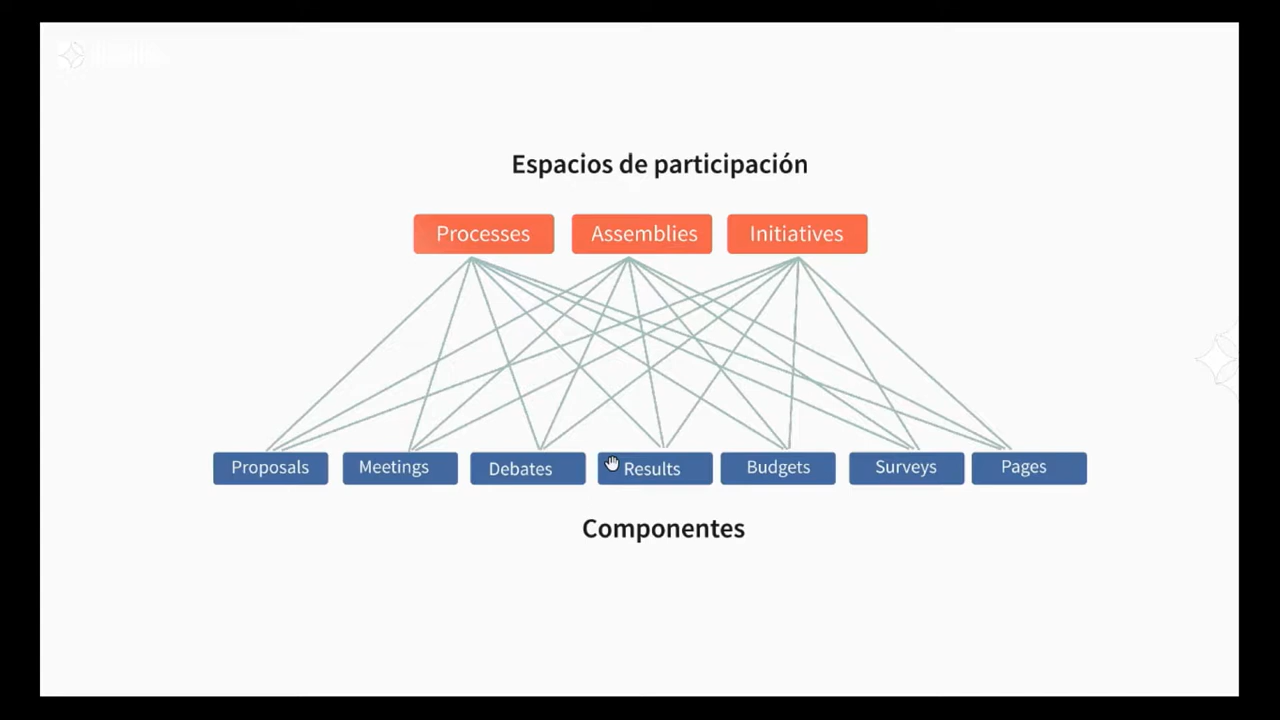 Espacios de participación
Processes Assemblies Initiatives
Proposals Meetings Debates Results Budgets Surveys Pages
Componentes